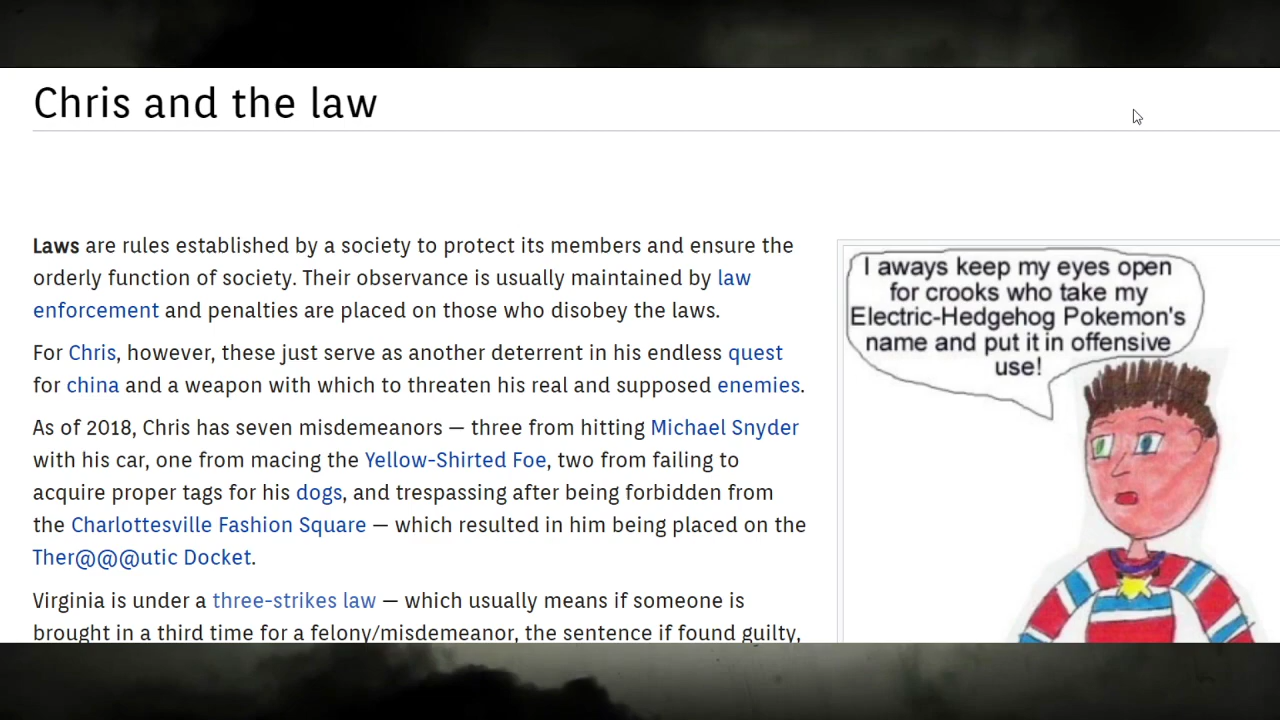 Chris and the law
Laws are rules established by a society to protect its members and ensure the
orderly function of society. Their observance is usually maintained by law
enforcement and penalties are placed on those who disobey the laws.
For Chris, however, these just serve as another deterrent in his endless quest
for china and a weapon with which to threaten his real and supposed enemies.
As of 2018, Chris has seven misdemeanors — three from hitting Michael Snyder
with his car, one from macing the Yellow-Shirted Foe, two from failing to
acquire proper tags for his dogs, and trespassing after being forbidden from
the Charlottesville Fashion Square — which resulted in him being placed on the
Ther@@@utic Docket.
Virginia is under a three-strikes law — which usually means if someone is
brought in a third time for a felony/misdemeanor, the sentence if found guilty,
I aways keep my eyes open
for crooks who take my
Electric-Hedgehog Pokemon's
name and put it in offensive
use!